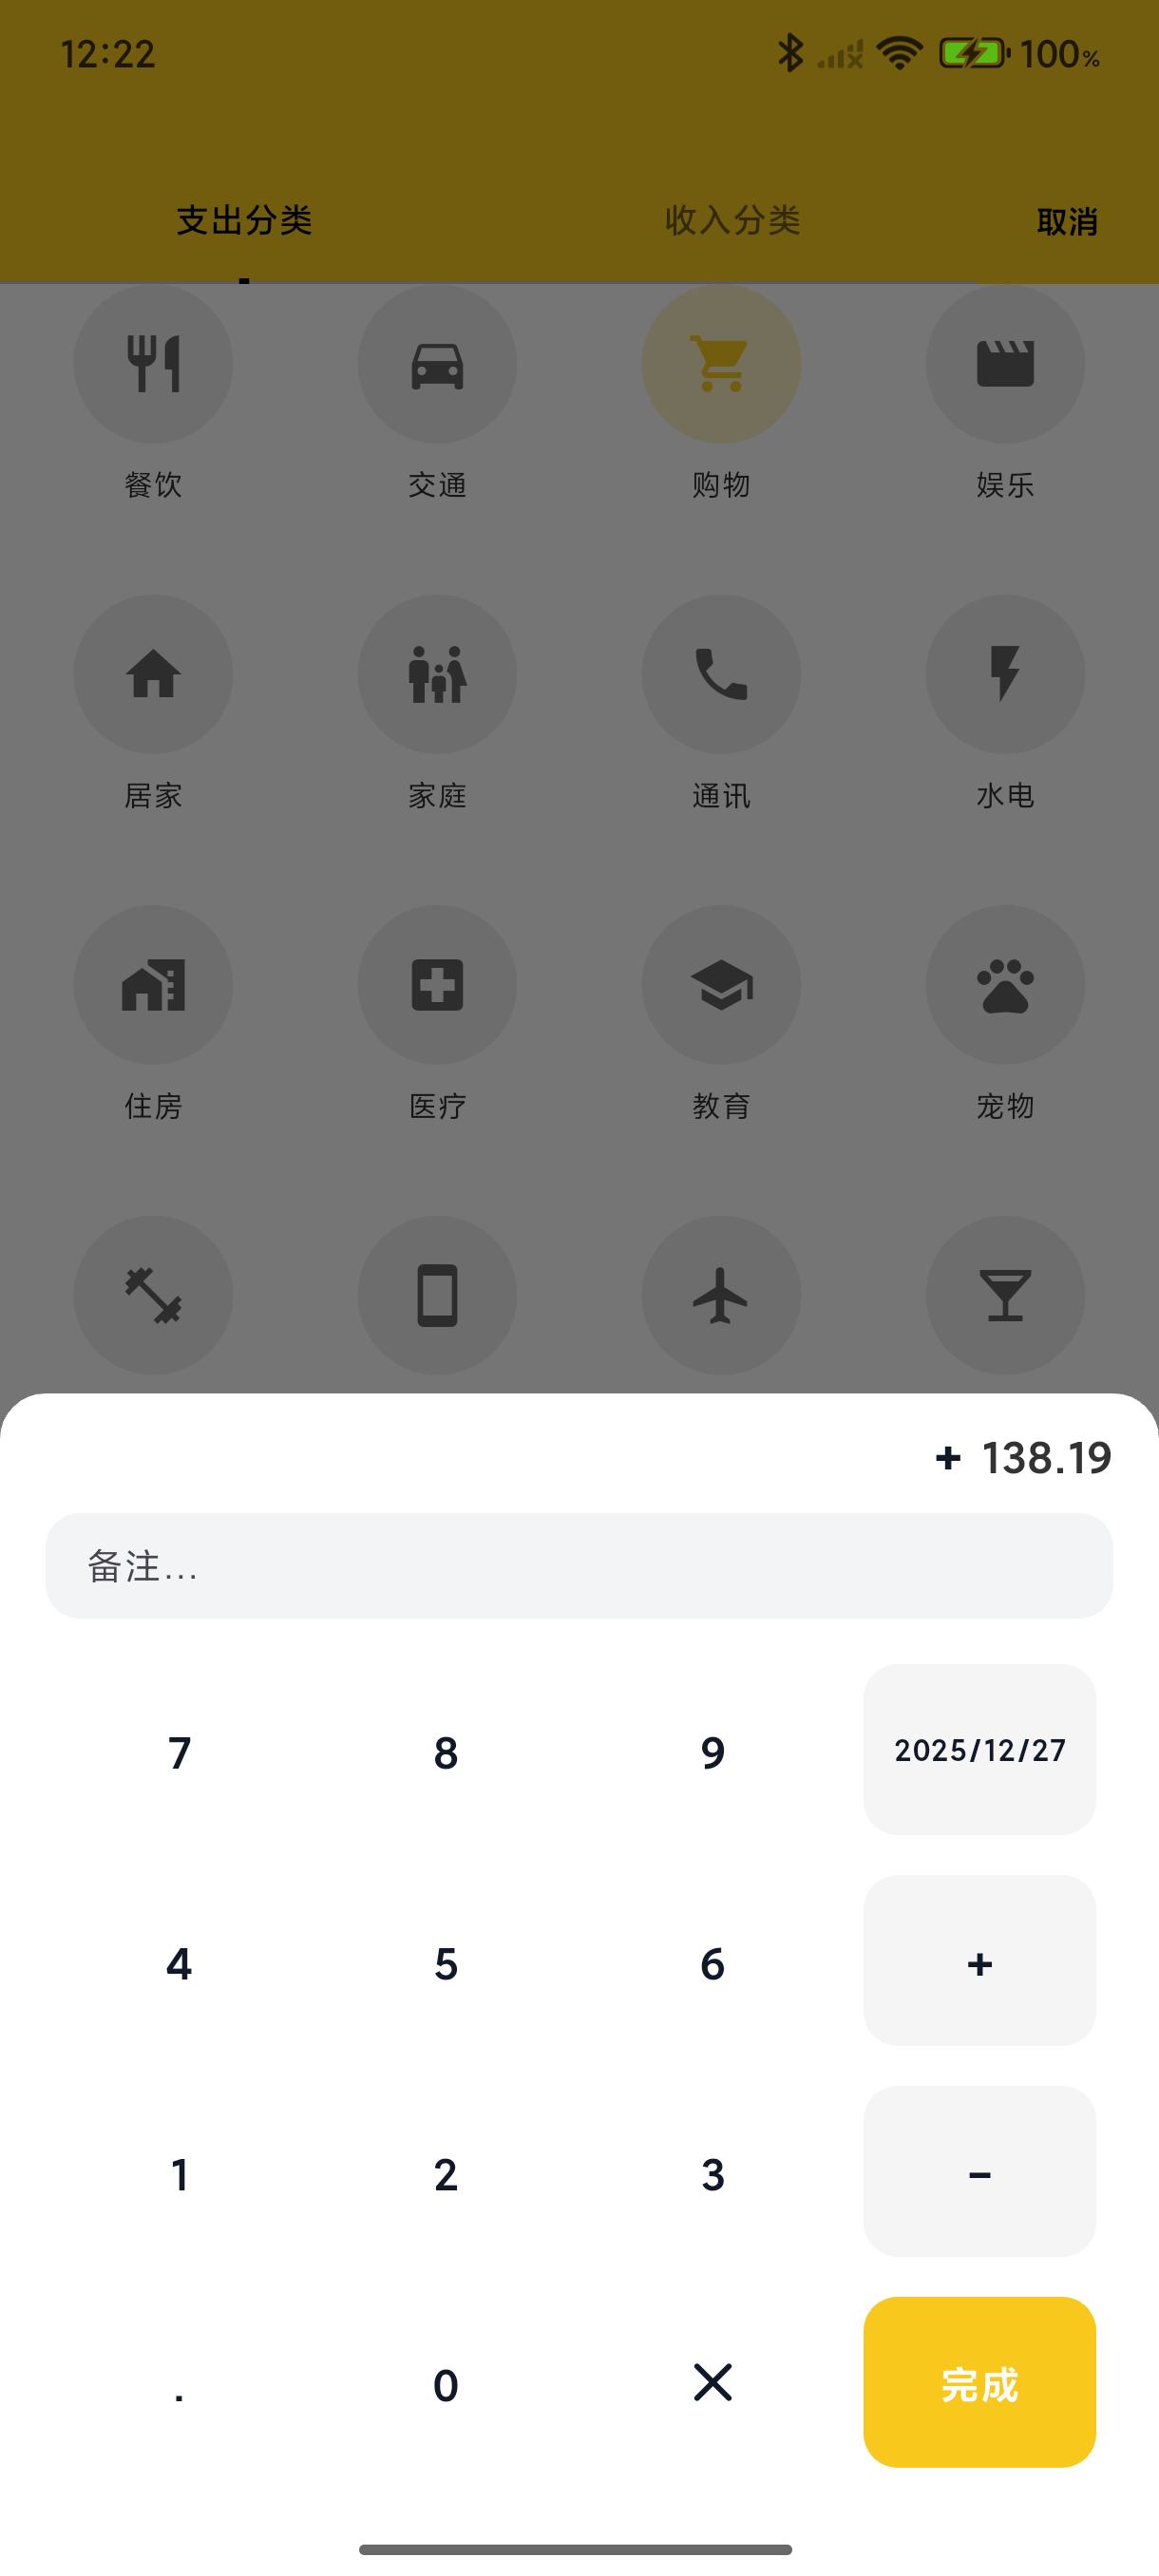 12:22
100%
支出分类 收入分类 取消
餐饮 交通 购物 娱乐
居家 家庭 通讯 水电
住房 医疗 教育 宠物
+ 138.19
备注...
7 8 9 2025/12/27
4 5 6 +
1 2 3 -
. 0 完成